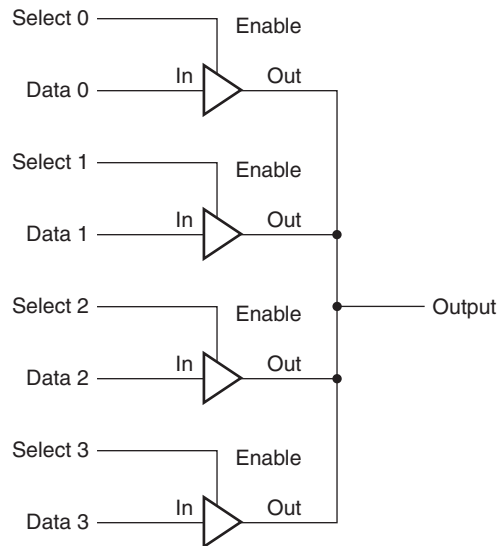 Select 0
Enable
Data 0 In Out
Select 1
Enable
Data 1 In Out
Select 2
Enable
Output
Data 2 In Out
Select 3
Enable
Data 3 In Out